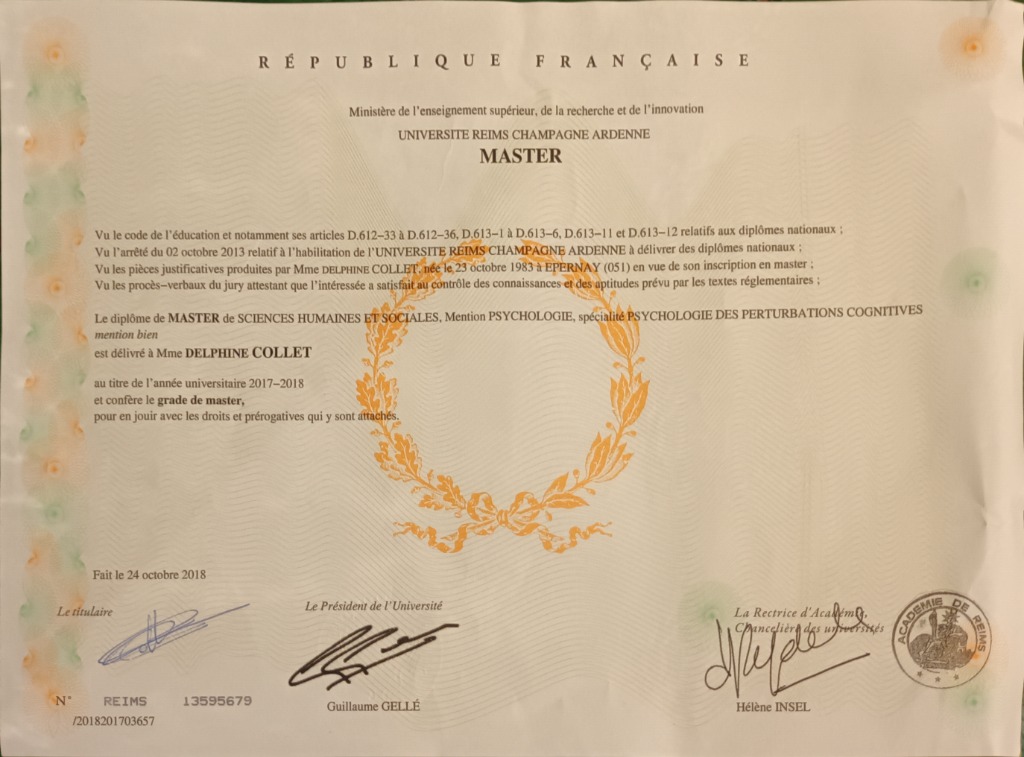 RÉPUBLIQUE FRANÇAISE
Ministère de l'enseignement supérieur, de la recherche et de l'innovation
UNIVERSITE REIMS CHAMPAGNE ARDENNE
MASTER
Vu le code de l'éducation et notamment ses articles D.612-33 à D.612-36, D.613-1 à D.613-6, D.613-11 et D.613-12 relatifs aux diplômes nationaux ;
Vu l'arrêté du 02 octobre 2013 relatif à l'habilitation de l'UNIVERSITE REIMS CHAMPAGNE ARDENNE à délivrer des diplômes nationaux ;
Vu les pièces justificatives produites par Mme DELPHINE COLLET, née le 23 octobre 1983 à EPERNAY (051) en vue de son inscription en master ;
Vu les procès-verbaux du jury attestant que l'intéressée a satisfait au contrôle des connaissances et des aptitudes prévu par les textes réglementaires ;
Le diplôme de MASTER de SCIENCES HUMAINES ET SOCIALES, Mention PSYCHOLOGIE, spécialité PSYCHOLOGIE DES PERTURBATIONS COGNITIVES
mention bien
est délivré à Mme DELPHINE COLLET
au titre de l'année universitaire 2017-2018
et confère le grade de master,
pour en jouir avec les droits et prérogatives qui y sont attachés.
Fait le 24 octobre 2018
Le titulaire
Le Président de l'Université
La Rectrice d'Académie,
Chancelière des universités
ACADEMIE DE REIMS
Guillaume GELLÉ
Hélène INSEL
N° REIMS 13595679
/2018201703657